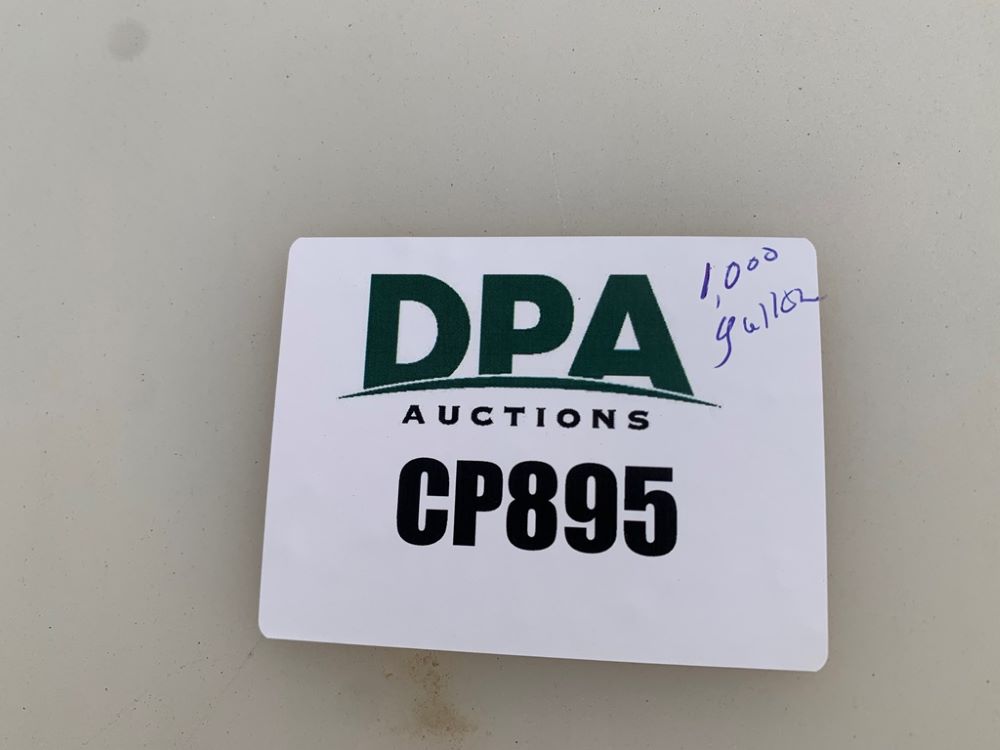 DPA
AUCTIONS
CP895
1,000
gallon